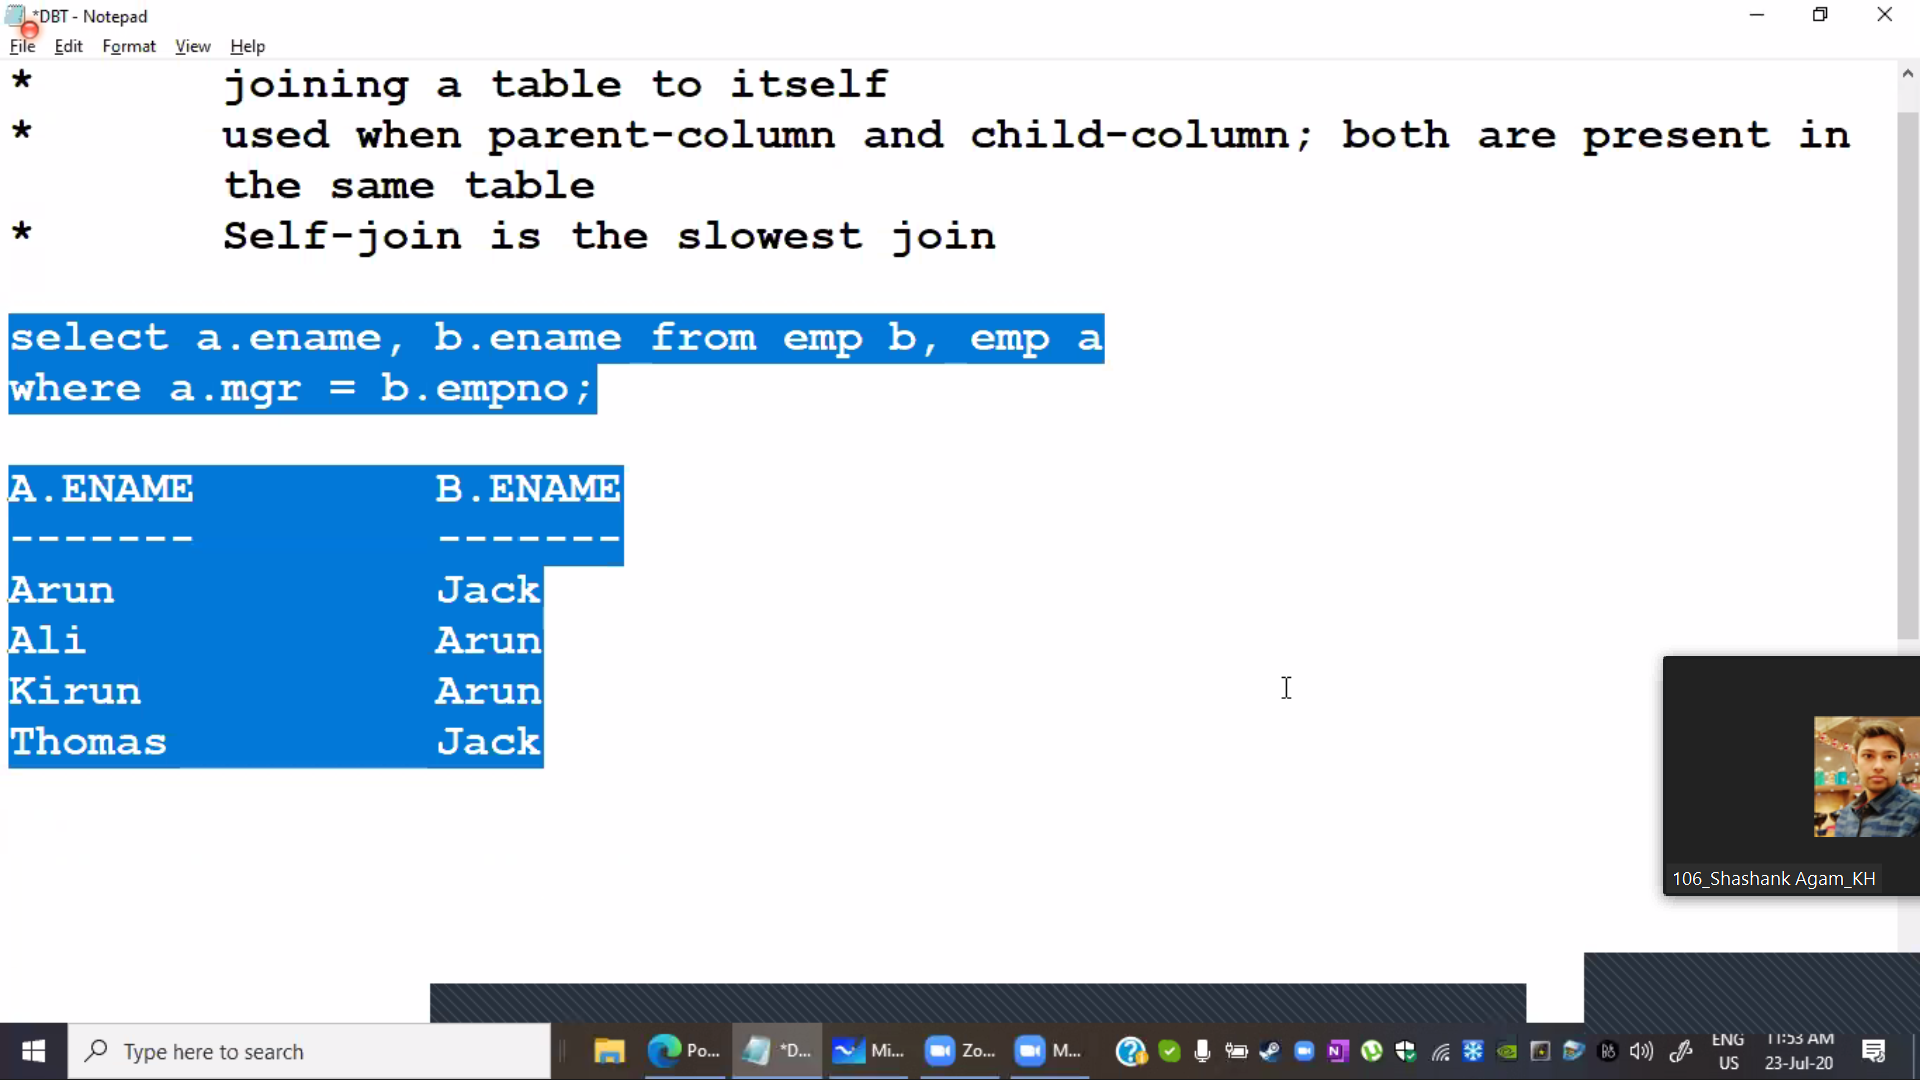 *DBT - Notepad
File Edit Format View Help
* joining a table to itself
* used when parent-column and child-column; both are present in
the same table
* Self-join is the slowest join
select a.ename, b.ename from emp b, emp a
where a.mgr = b.empno;
A.ENAME B.ENAME
------- -------
Arun Jack
Ali Arun
Kirun Arun
Thomas Jack
106_Shashank Agam_KH
Type here to search
Po...
*D...
Mi...
Zo...
M...
ENG
US
11:53 AM
23-Jul-20